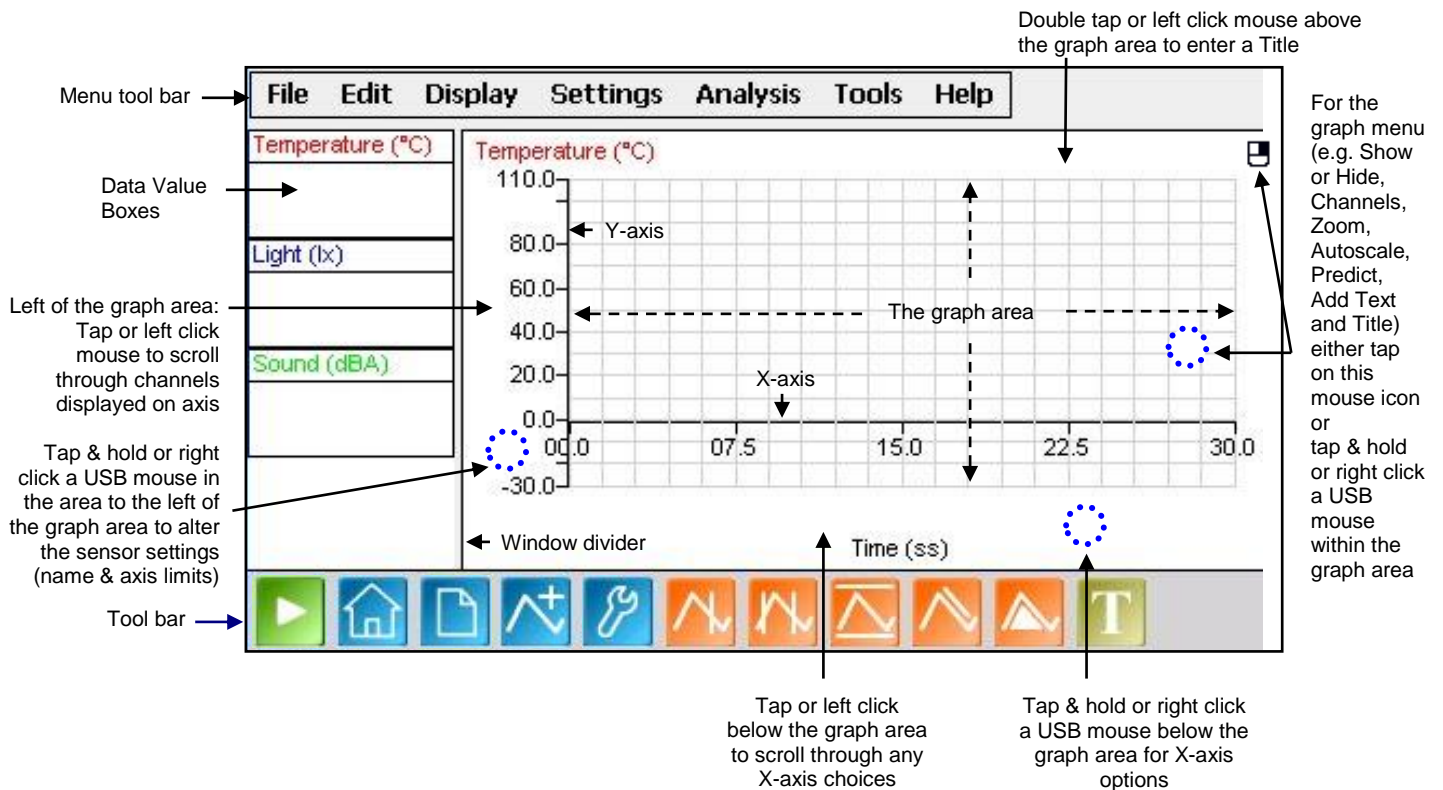 Double tap or left click mouse above
the graph area to enter a Title
Menu tool bar
File Edit Display Settings Analysis Tools Help
For the
graph menu
(e.g. Show
or Hide,
Channels,
Zoom,
Autoscale,
Predict,
Add Text
and Title)
either tap
on this
mouse icon
or
tap & hold
or right click
a USB
mouse
within the
graph area
Data Value
Boxes
Temperature (°C)
Light (lx)
Sound (dBA)
Temperature (°C)
110.0
80.0
60.0
40.0
20.0
0.0
-30.0
Y-axis
The graph area
X-axis
00.0 07.5 15.0 22.5 30.0
Time (ss)
Window divider
Left of the graph area:
Tap or left click
mouse to scroll
through channels
displayed on axis
Tap & hold or right
click a USB mouse in
the area to the left of
the graph area to alter
the sensor settings
(name & axis limits)
Tool bar
T
Tap or left click
below the graph area
to scroll through any
X-axis choices
Tap & hold or right click
a USB mouse below the
graph area for X-axis
options